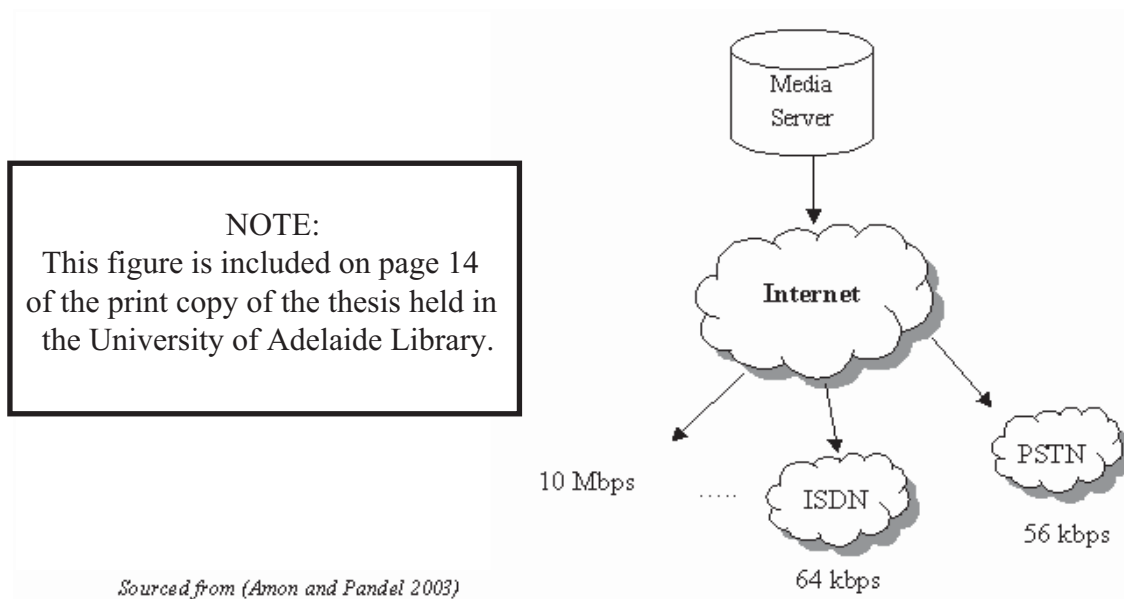 NOTE:
This figure is included on page 14
of the print copy of the thesis held in
the University of Adelaide Library.
Media
Server
Internet
10 Mbps
.....
ISDN
64 kbps
PSTN
56 kbps
Sourced from (Amon and Pandel 2003)